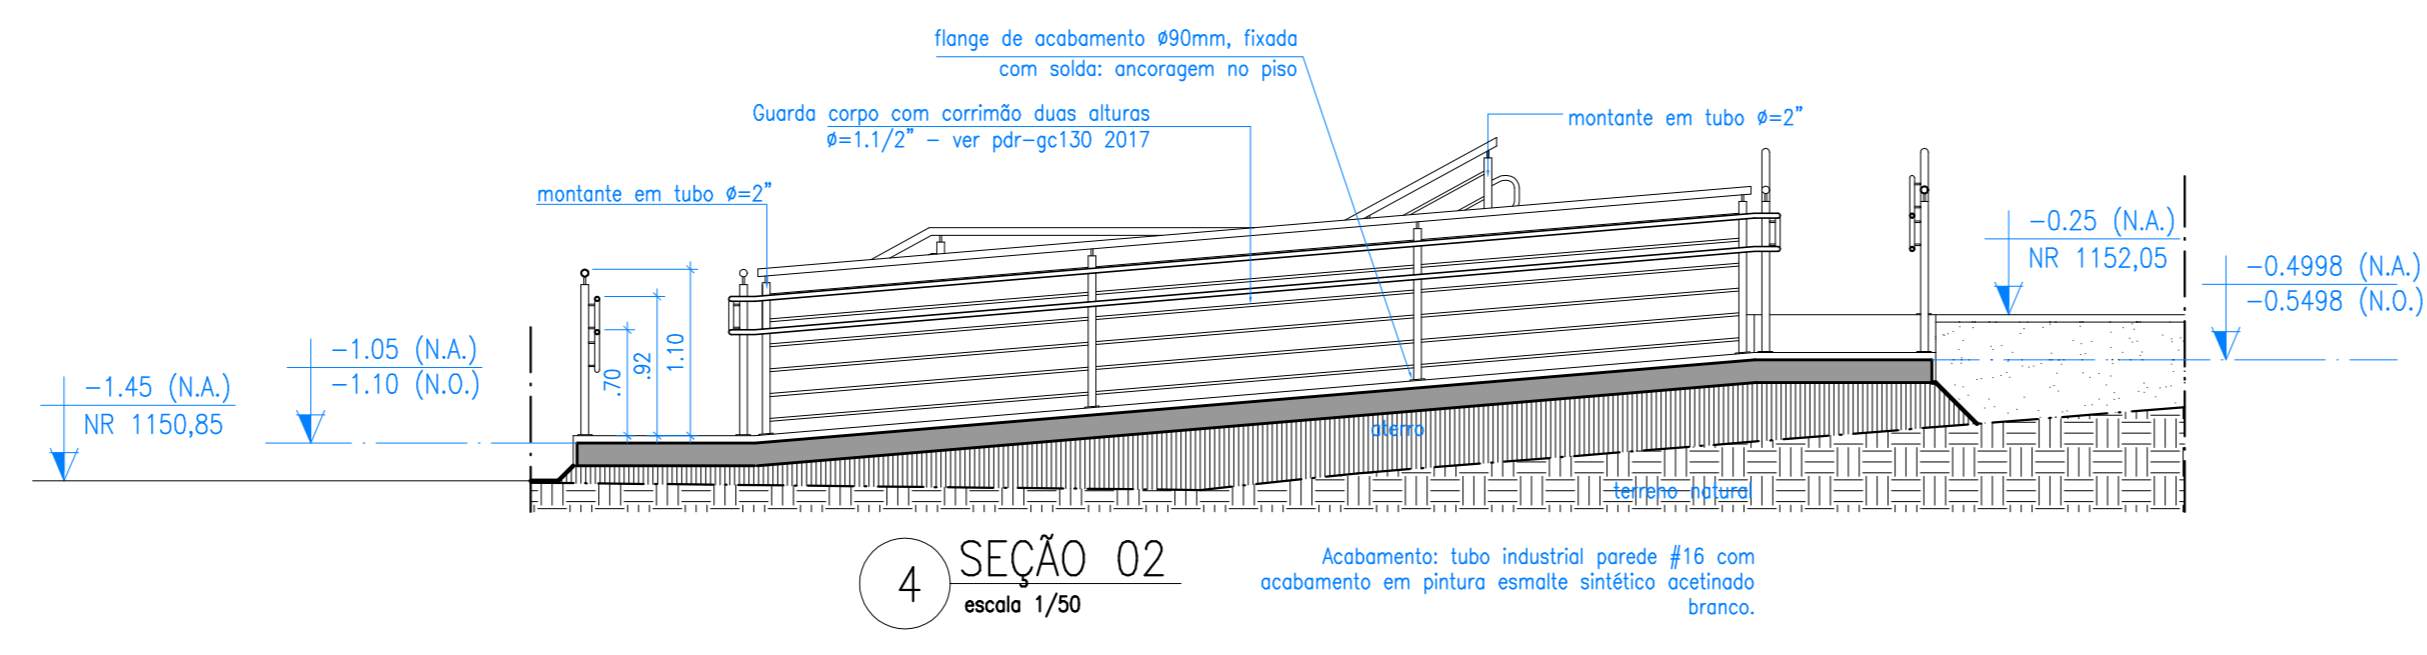 flange de acabamento ø90mm, fixada
com solda: ancoragem no piso
Guarda corpo com corrimão duas alturas
ø=1.1/2" – ver pdr–gc130 2017
montante em tubo ø=2"
montante em tubo ø=2"
–0.25 (N.A.)
NR 1152,05
–0.4998 (N.A.)
–0.5498 (N.O.)
–1.05 (N.A.)
–1.10 (N.O.)
–1.45 (N.A.)
NR 1150,85
.70
.92
1.10
aterro
terreno natural
4
SEÇÃO 02
escala 1/50
Acabamento: tubo industrial parede #16 com
acabamento em pintura esmalte sintético acetinado
branco.